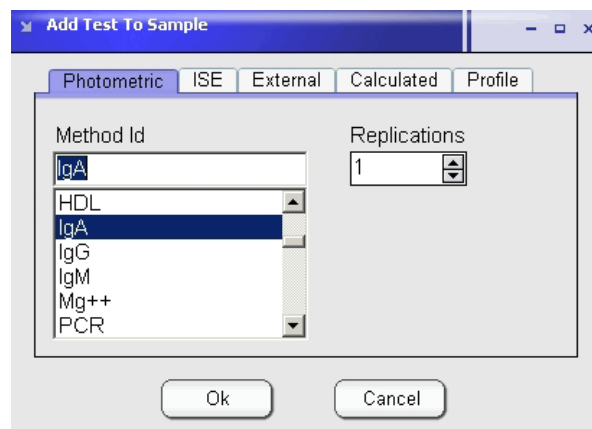 Add Test To Sample
Photometric ISE External Calculated Profile
Method Id Replications
IgA 1
HDL
IgA
IgG
IgM
Mg++
PCR
Ok Cancel